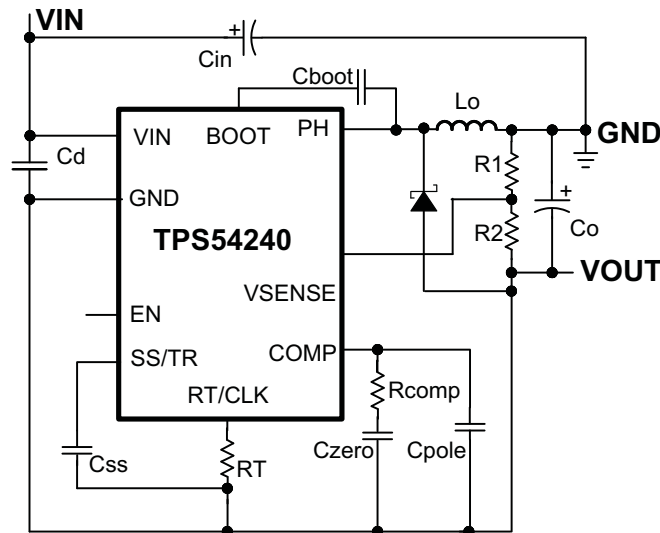 VIN
+
Cin
Cboot
Lo
VIN
BOOT
PH
GND
Cd
R1
GND
+
TPS54240
R2
Co
VOUT
VSENSE
EN
COMP
SS/TR
RT/CLK
Rcomp
Css
RT
Czero
Cpole